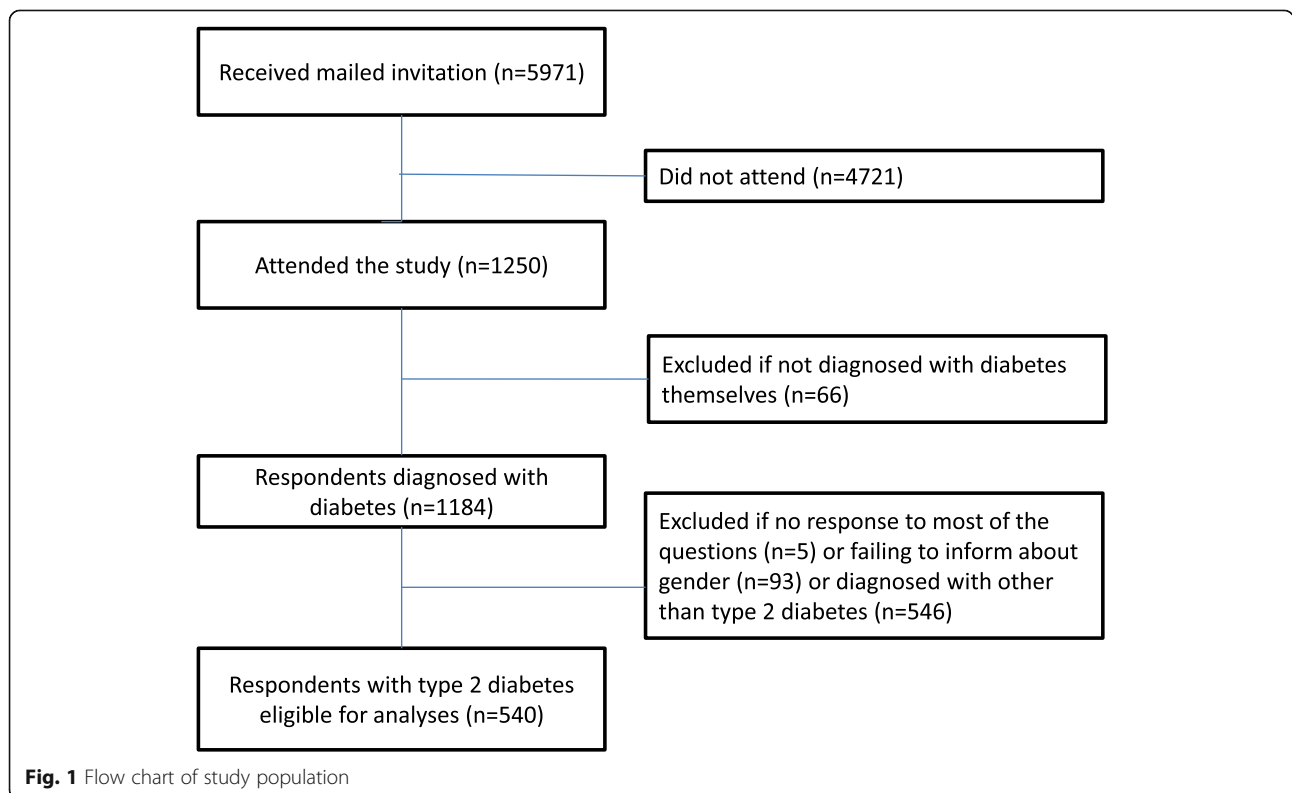 Received mailed invitation (n=5971)
Did not attend (n=4721)
Attended the study (n=1250)
Excluded if not diagnosed with diabetes
themselves (n=66)
Respondents diagnosed with
diabetes (n=1184)
Excluded if no response to most of the
questions (n=5) or failing to inform about
gender (n=93) or diagnosed with other
than type 2 diabetes (n=546)
Respondents with type 2 diabetes
eligible for analyses (n=540)
Fig. 1 Flow chart of study population